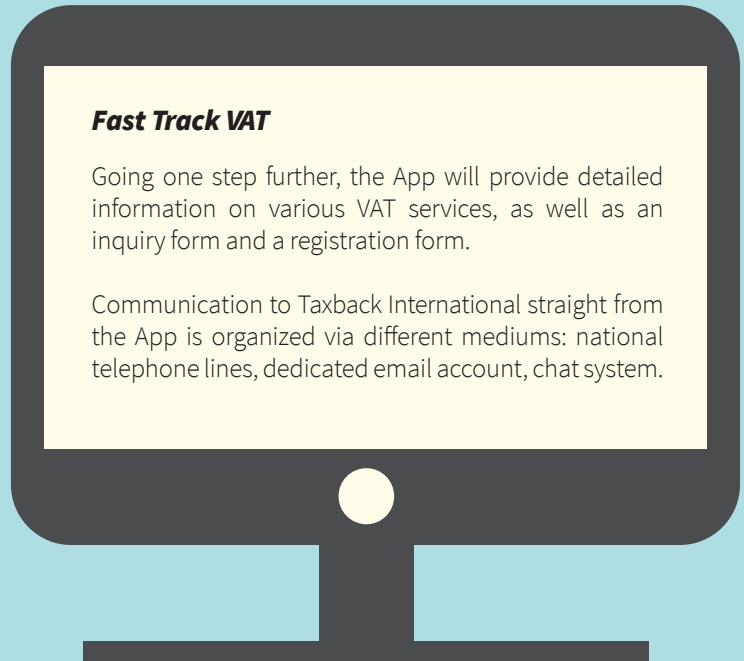 Fast Track VAT
Going one step further, the App will provide detailed
information on various VAT services, as well as an
inquiry form and a registration form.
Communication to Taxback International straight from
the App is organized via different mediums: national
telephone lines, dedicated email account, chat system.